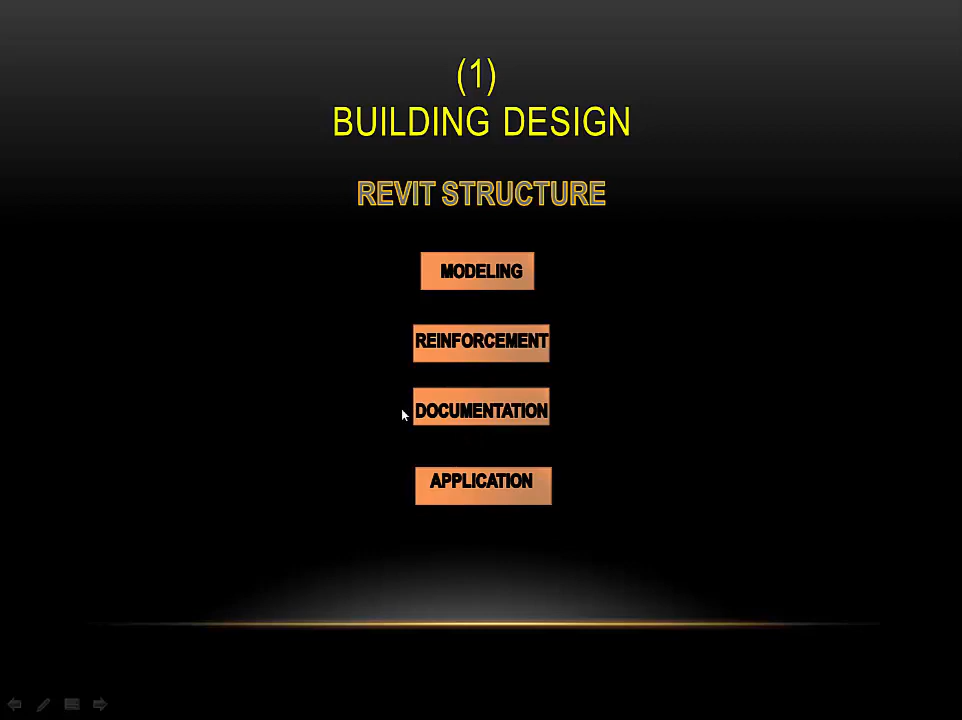 (1)
BUILDING DESIGN
REVIT STRUCTURE
MODELING
REINFORCEMENT
DOCUMENTATION
APPLICATION